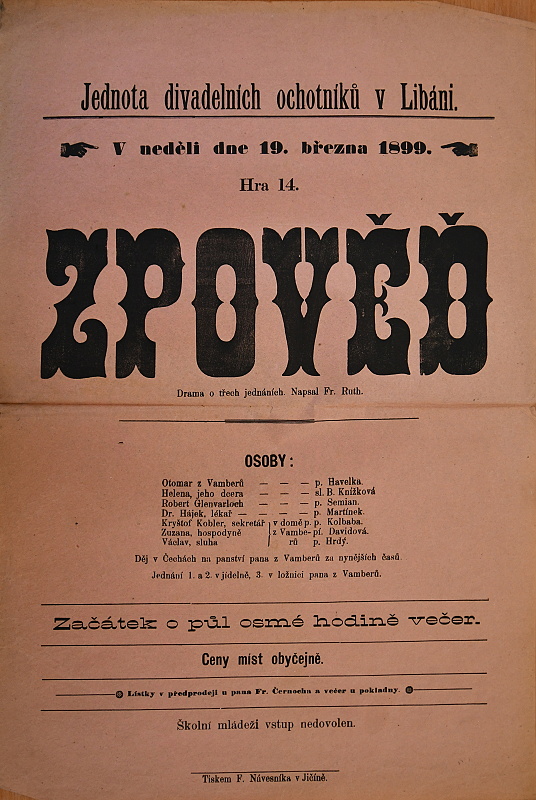 Jednota divadelních ochotníků v Libáni.
V neděli dne 19. března 1899.
Hra 14.
ZPOVĚĎ
Drama o třech jednáních. Napsal Fr. Ruth.
OSOBY:
Otomar z Vamberů — — — p. Havelka.
Helena, jeho dcera — — — sl. B. Knížková
Robert Glenvarloch — — — p. Semian.
Dr. Hájek, lékař — — — — p. Martínek.
Kryštof Kobler, sekretář } v domě p. p. Kolbaba.
Zuzana, hospodyně } z Vambe- pí. Davidová.
Václav, sluha } rů p. Hrdý.
Děj v Čechách na panství pana z Vamberů za nynějších časů.
Jednání 1. a 2. v jídelně, 3. v ložnici pana z Vamberů.
Začátek o půl osmé hodině večer.
Ceny míst obyčejně.
Lístky v předprodeji u pana Fr. Černocha a večer u pokladny.
Školní mládeži vstup nedovolen.
Tiskem F. Návesníka v Jičíně.